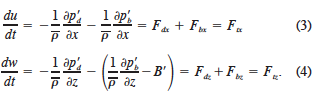 du/dt = −(1/ρ̄)(∂p′_d/∂x) − (1/ρ̄)(∂p′_b/∂x) = F_dx + F_bx = F_tx (3)
dw/dt = −(1/ρ̄)(∂p′_d/∂z) − ((1/ρ̄)(∂p′_b/∂z) − B′) = F_dz + F_bz = F_tz. (4)